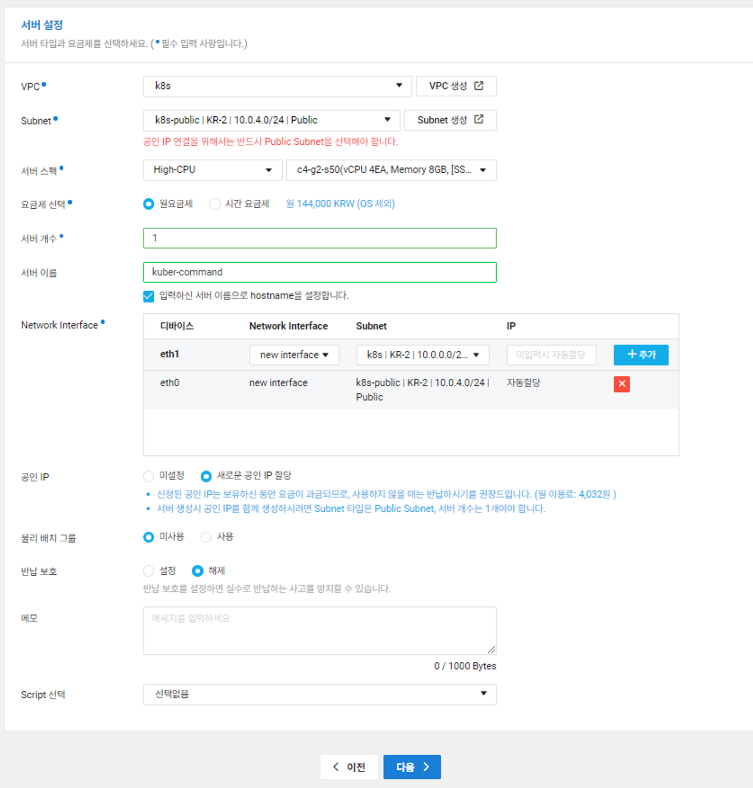 서버 설정
서버 타입과 요금제를 선택하세요. (• 필수 입력 사항입니다.)
VPC• k8s VPC 생성
Subnet• k8s-public | KR-2 | 10.0.4.0/24 | Public Subnet 생성
공인 IP 연결을 위해서는 반드시 Public Subnet을 선택해야 합니다.
서버 스펙• High-CPU c4-g2-s50(vCPU 4EA, Memory 8GB, [SS...
요금제 선택• 월요금제 시간 요금제 월 144,000 KRW (OS 제외)
서버 개수• 1
서버 이름 kuber-command
입력하신 서버 이름으로 hostname을 설정합니다.
Network Interface• 디바이스 Network Interface Subnet IP
eth1 new interface k8s | KR-2 | 10.0.0.0/2... 미입력시 자동할당 + 추가
eth0 new interface k8s-public | KR-2 | 10.0.4.0/24 | 자동할당
Public
공인 IP 미설정 새로운 공인 IP 할당
• 신청된 공인 IP는 보유하신 동안 요금이 과금되므로, 사용하지 않을 때는 반납하시기를 권장드립니다. (월 이용료: 4,032원 )
• 서버 생성시 공인 IP를 함께 생성하시려면 Subnet 타입은 Public Subnet, 서버 개수는 1개여야 합니다.
물리 배치 그룹 미사용 사용
반납 보호 설정 해제
반납 보호를 설정하면 실수로 반납하는 사고를 방지할 수 있습니다.
메모 메세지를 입력하세요
0 / 1000 Bytes
Script 선택 선택없음
< 이전 다음 >